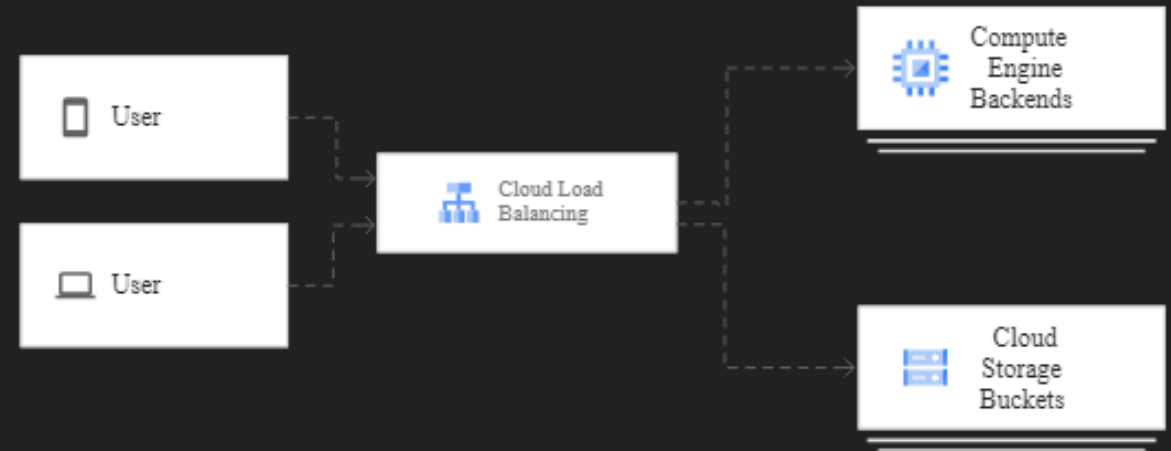 User
User
Cloud Load
Balancing
Compute
Engine
Backends
Cloud
Storage
Buckets